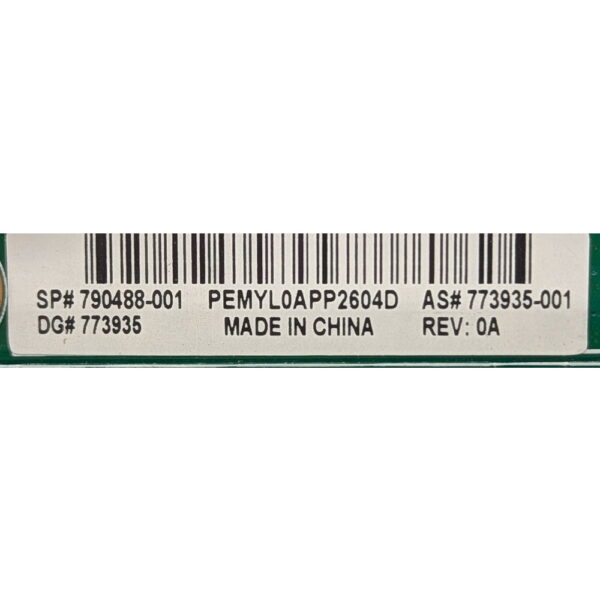 SP# 790488-001 PEMYL0APP2604D AS# 773935-001
DG# 773935 MADE IN CHINA REV: 0A